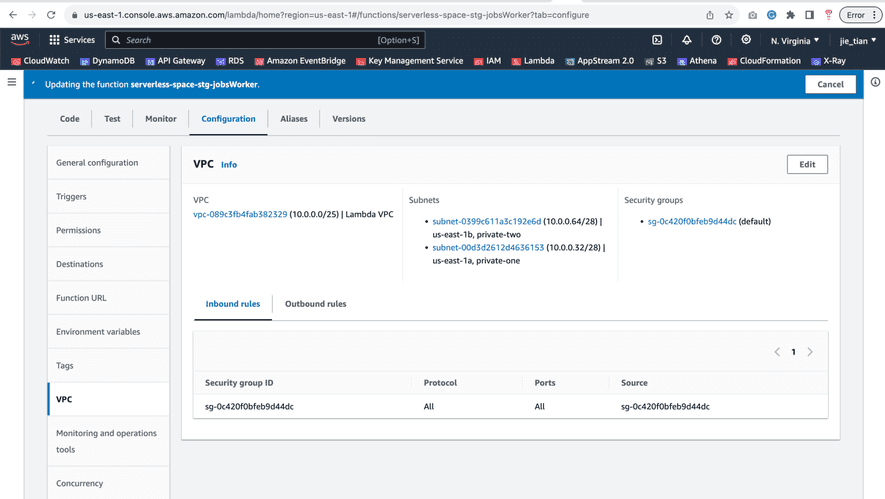 us-east-1.console.aws.amazon.com/lambda/home?region=us-east-1#/functions/serverless-space-stg-jobsWorker?tab=configure
Error
aws
Services
Search
[Option+S]
N. Virginia
jie_tian
CloudWatch
DynamoDB
API Gateway
RDS
Amazon EventBridge
Key Management Service
IAM
Lambda
AppStream 2.0
S3
Athena
CloudFormation
X-Ray
Updating the function serverless-space-stg-jobsWorker.
Cancel
Code
Test
Monitor
Configuration
Aliases
Versions
General configuration
Triggers
Permissions
Destinations
Function URL
Environment variables
Tags
VPC
Monitoring and operations
tools
Concurrency
VPC Info
Edit
VPC
vpc-089c3fb4fab382329 (10.0.0.0/25) | Lambda VPC
Subnets
subnet-0399c611a3c192e6d (10.0.0.64/28) |
us-east-1b, private-two
subnet-00d3d2612d4636153 (10.0.0.32/28) |
us-east-1a, private-one
Security groups
sg-0c420f0bfeb9d44dc (default)
Inbound rules
Outbound rules
1
Security group ID
Protocol
Ports
Source
sg-0c420f0bfeb9d44dc
All
All
sg-0c420f0bfeb9d44dc